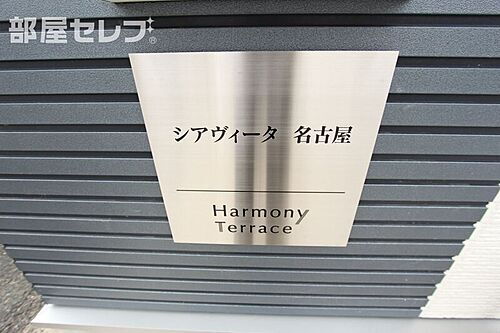 部屋セレブ
シアヴィータ 名古屋
Harmony
Terrace